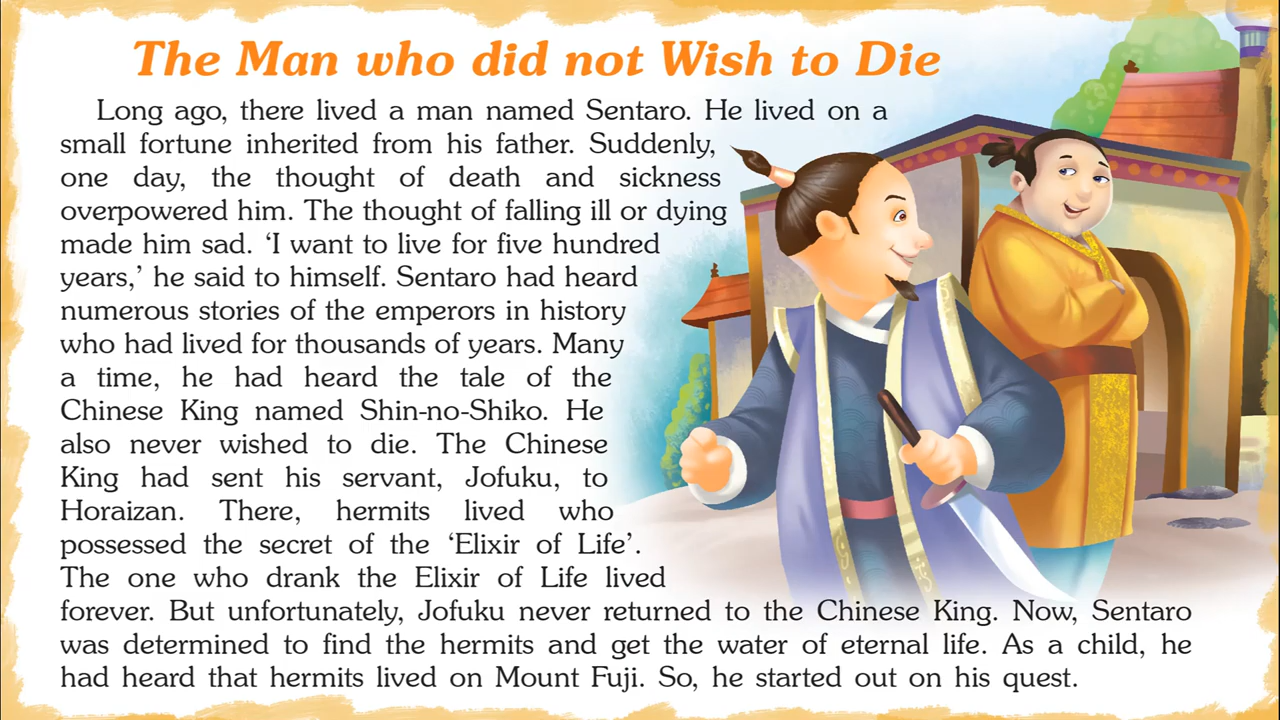 The Man who did not Wish to Die
Long ago, there lived a man named Sentaro. He lived on a
small fortune inherited from his father. Suddenly,
one day, the thought of death and sickness
overpowered him. The thought of falling ill or dying
made him sad. ‘I want to live for five hundred
years,’ he said to himself. Sentaro had heard
numerous stories of the emperors in history
who had lived for thousands of years. Many
a time, he had heard the tale of the
Chinese King named Shin-no-Shiko. He
also never wished to die. The Chinese
King had sent his servant, Jofuku, to
Horaizan. There, hermits lived who
possessed the secret of the ‘Elixir of Life’.
The one who drank the Elixir of Life lived
forever. But unfortunately, Jofuku never returned to the Chinese King. Now, Sentaro
was determined to find the hermits and get the water of eternal life. As a child, he
had heard that hermits lived on Mount Fuji. So, he started out on his quest.